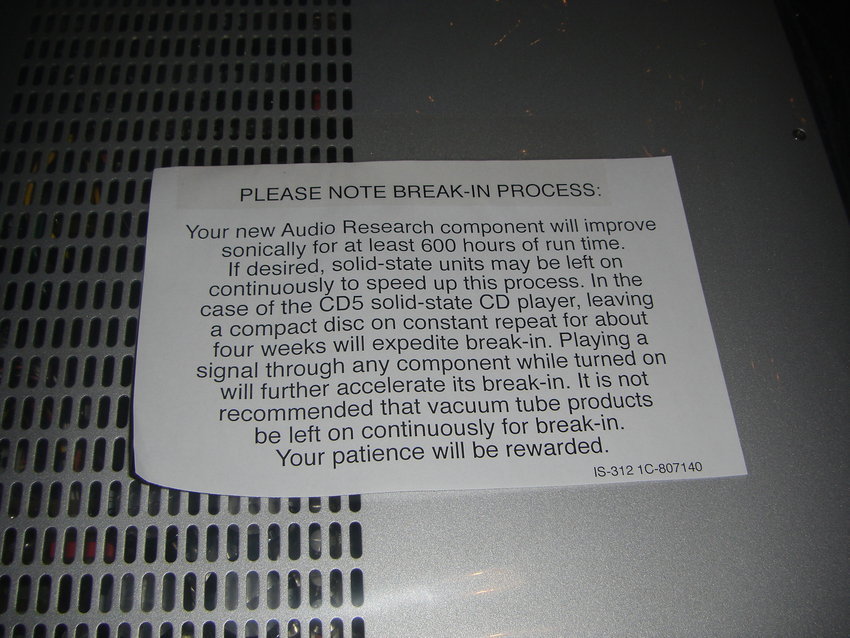 PLEASE NOTE BREAK-IN PROCESS:
Your new Audio Research component will improve
sonically for at least 600 hours of run time.
If desired, solid-state units may be left on
continuously to speed up this process. In the
case of the CD5 solid-state CD player, leaving
a compact disc on constant repeat for about
four weeks will expedite break-in. Playing a
signal through any component while turned on
will further accelerate its break-in. It is not
recommended that vacuum tube products
be left on continuously for break-in.
Your patience will be rewarded.
IS-312 1C-807140